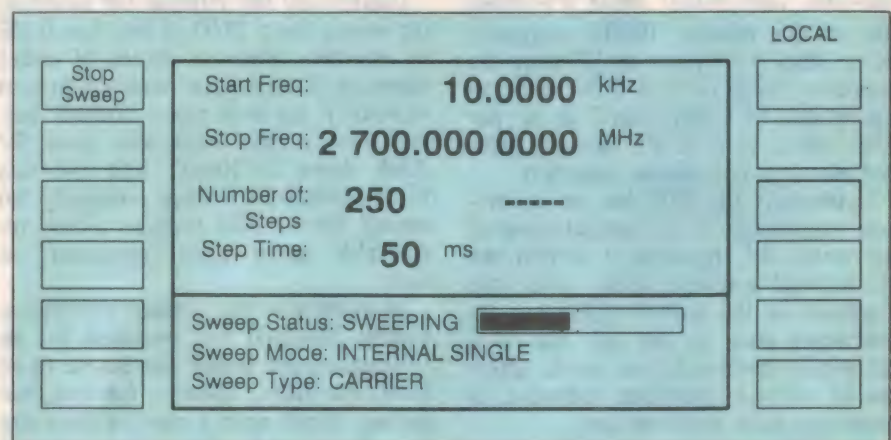 LOCAL
Stop
Sweep
Start Freq: 10.0000 kHz
Stop Freq: 2 700.000 0000 MHz
Number of: 250 -----
Steps
Step Time: 50 ms
Sweep Status: SWEEPING
Sweep Mode: INTERNAL SINGLE
Sweep Type: CARRIER